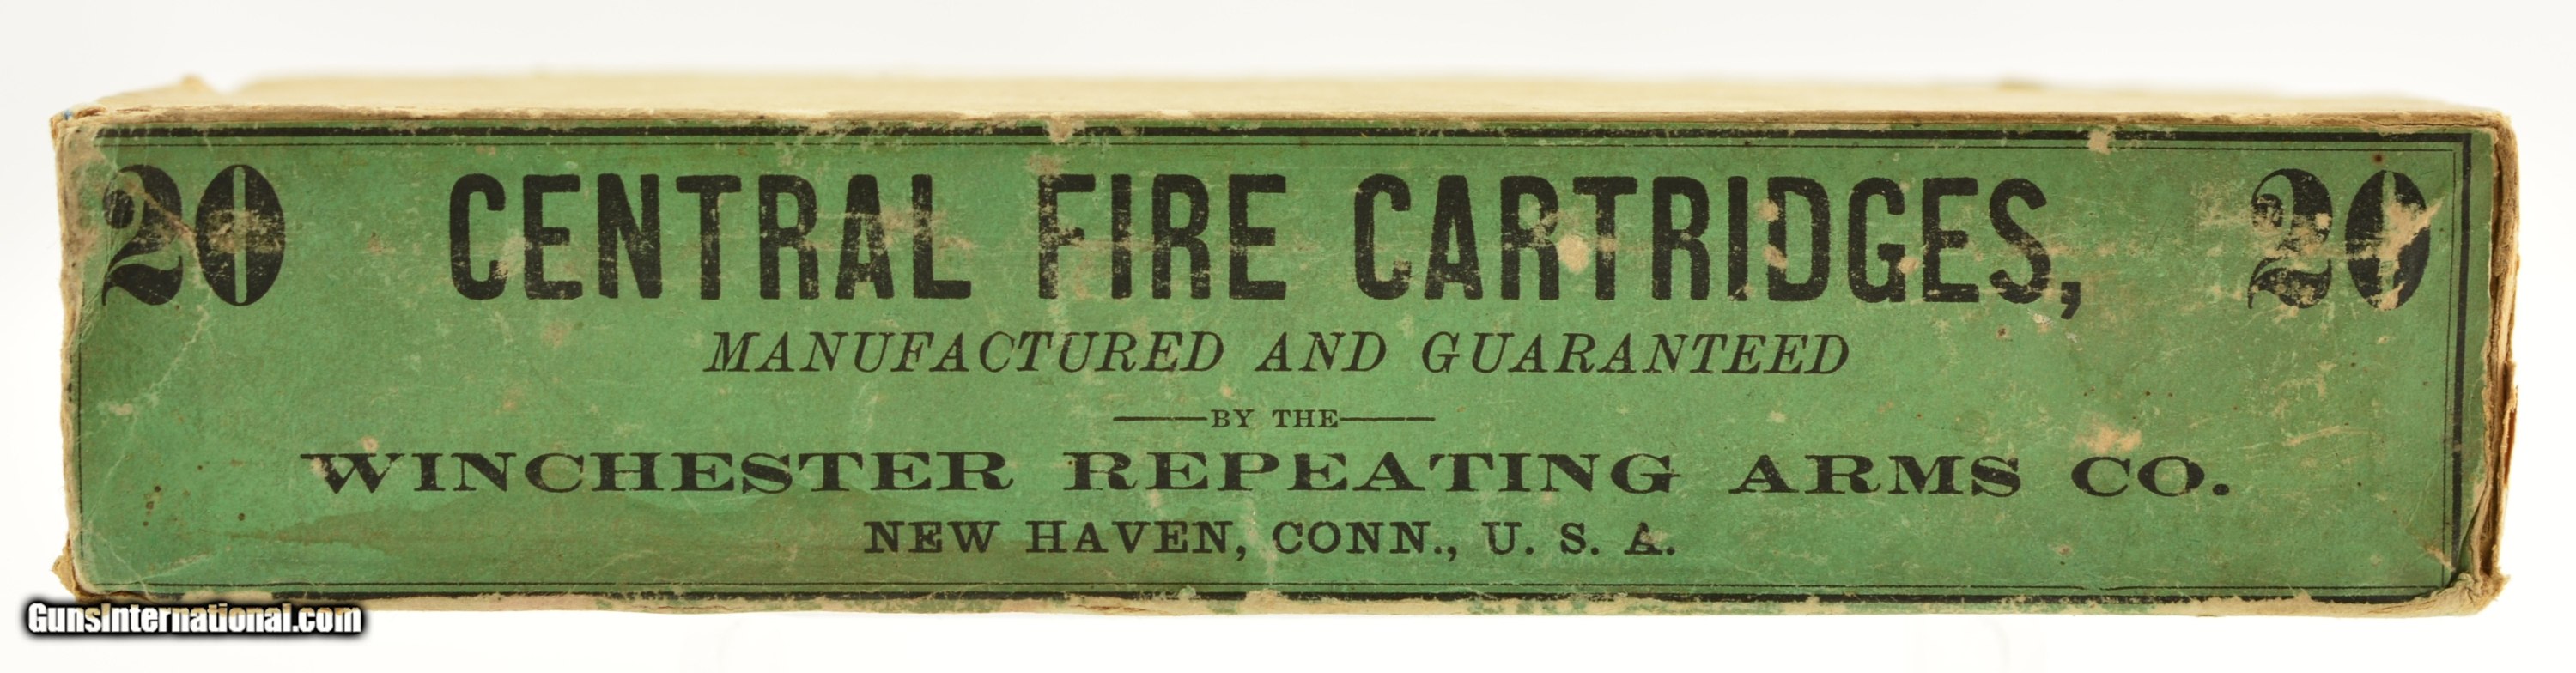 20 CENTRAL FIRE CARTRIDGES, 20
MANUFACTURED AND GUARANTEED
BY THE
WINCHESTER REPEATING ARMS CO.
NEW HAVEN, CONN., U. S. A.
GunsInternational.com